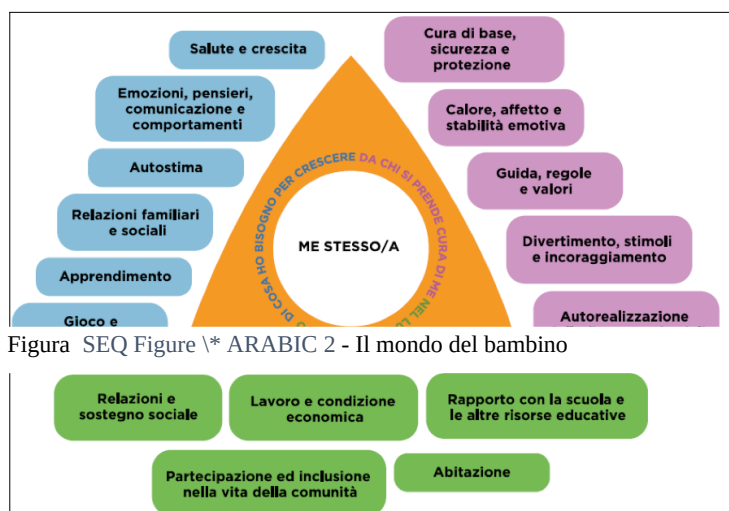 Salute e crescita
Emozioni, pensieri,
comunicazione e
comportamenti
Autostima
Relazioni familiari
e sociali
Apprendimento
Gioco e
Cura di base,
sicurezza e
protezione
Calore, affetto e
stabilità emotiva
Guida, regole
e valori
Divertimento, stimoli
e incoraggiamento
Autorealizzazione
DI COSA HO BISOGNO PER CRESCERE DA CHI SI PRENDE CURA DI ME NEL
ME STESSO/A
Figura SEQ Figure \* ARABIC 2 - Il mondo del bambino
Relazioni e
sostegno sociale
Lavoro e condizione
economica
Rapporto con la scuola e
le altre risorse educative
Partecipazione ed inclusione
nella vita della comunità
Abitazione